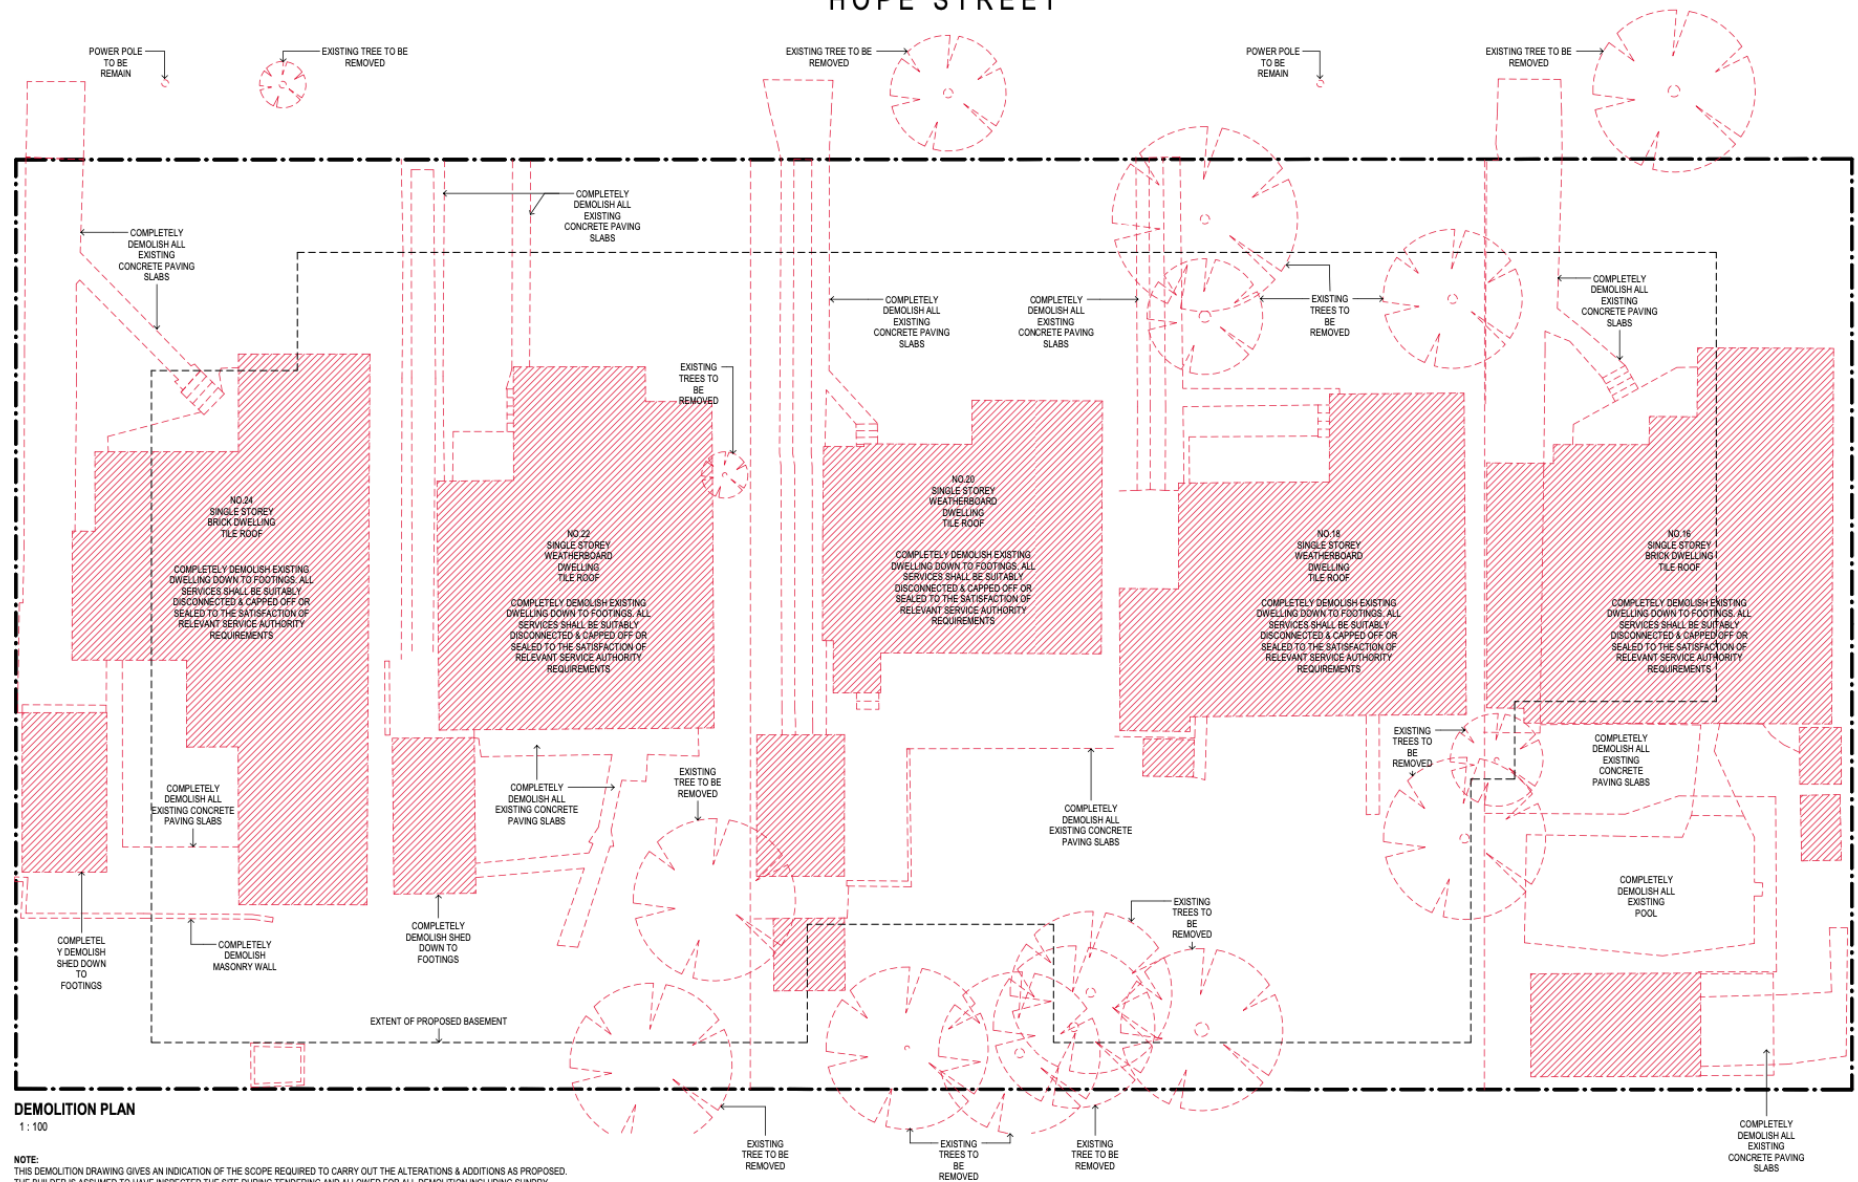 HOPE STREET
POWER POLE
TO BE
REMAIN
EXISTING TREE TO BE
REMOVED
EXISTING TREE TO BE
REMOVED
POWER POLE
TO BE
REMAIN
EXISTING TREE TO BE
REMOVED
COMPLETELY
DEMOLISH ALL
EXISTING
CONCRETE PAVING
SLABS
COMPLETELY
DEMOLISH ALL
EXISTING
CONCRETE PAVING
SLABS
COMPLETELY
DEMOLISH ALL
EXISTING
CONCRETE PAVING
SLABS
COMPLETELY
DEMOLISH ALL
EXISTING
CONCRETE PAVING
SLABS
EXISTING
TREES TO
BE
REMOVED
COMPLETELY
DEMOLISH ALL
EXISTING
CONCRETE PAVING
SLABS
EXISTING
TREES TO
BE
REMOVED
NO.24
SINGLE STOREY
BRICK DWELLING
TILE ROOF
COMPLETELY DEMOLISH EXISTING
DWELLING DOWN TO FOOTINGS. ALL
SERVICES SHALL BE SUITABLY
DISCONNECTED & CAPPED OFF OR
SEALED TO THE SATISFACTION OF
RELEVANT SERVICE AUTHORITY
REQUIREMENTS
NO.22
SINGLE STOREY
WEATHERBOARD
DWELLING
TILE ROOF
COMPLETELY DEMOLISH EXISTING
DWELLING DOWN TO FOOTINGS. ALL
SERVICES SHALL BE SUITABLY
DISCONNECTED & CAPPED OFF OR
SEALED TO THE SATISFACTION OF
RELEVANT SERVICE AUTHORITY
REQUIREMENTS
NO.20
SINGLE STOREY
WEATHERBOARD
DWELLING
TILE ROOF
COMPLETELY DEMOLISH EXISTING
DWELLING DOWN TO FOOTINGS. ALL
SERVICES SHALL BE SUITABLY
DISCONNECTED & CAPPED OFF OR
SEALED TO THE SATISFACTION OF
RELEVANT SERVICE AUTHORITY
REQUIREMENTS
NO.18
SINGLE STOREY
WEATHERBOARD
DWELLING
TILE ROOF
COMPLETELY DEMOLISH EXISTING
DWELLING DOWN TO FOOTINGS. ALL
SERVICES SHALL BE SUITABLY
DISCONNECTED & CAPPED OFF OR
SEALED TO THE SATISFACTION OF
RELEVANT SERVICE AUTHORITY
REQUIREMENTS
NO.16
SINGLE STOREY
BRICK DWELLING
TILE ROOF
COMPLETELY DEMOLISH EXISTING
DWELLING DOWN TO FOOTINGS. ALL
SERVICES SHALL BE SUITABLY
DISCONNECTED & CAPPED OFF OR
SEALED TO THE SATISFACTION OF
RELEVANT SERVICE AUTHORITY
REQUIREMENTS
COMPLETELY
DEMOLISH ALL
EXISTING CONCRETE
PAVING SLABS
COMPLETELY
DEMOLISH ALL
EXISTING CONCRETE
PAVING SLABS
EXISTING
TREE TO BE
REMOVED
COMPLETELY
DEMOLISH ALL
EXISTING CONCRETE
PAVING SLABS
EXISTING
TREES TO
BE
REMOVED
COMPLETELY
DEMOLISH ALL
EXISTING
CONCRETE
PAVING SLABS
COMPLETELY
DEMOLISH ALL
EXISTING
POOL
COMPLETEL
Y DEMOLISH
SHED DOWN
TO
FOOTINGS
COMPLETELY
DEMOLISH
MASONRY WALL
COMPLETELY
DEMOLISH SHED
DOWN TO
FOOTINGS
EXISTING
TREES TO
BE
REMOVED
EXTENT OF PROPOSED BASEMENT
DEMOLITION PLAN
1 : 100
EXISTING
TREE TO BE
REMOVED
EXISTING
TREES TO
BE
REMOVED
EXISTING
TREE TO BE
REMOVED
COMPLETELY
DEMOLISH ALL
EXISTING
CONCRETE PAVING
SLABS
NOTE:
THIS DEMOLITION DRAWING GIVES AN INDICATION OF THE SCOPE REQUIRED TO CARRY OUT THE ALTERATIONS & ADDITIONS AS PROPOSED.
THE BUILDER IS ASSUMED TO HAVE INSPECTED THE SITE DURING TENDERING AND ALLOWED FOR ALL DEMOLITION INCLUDING SUNDRY